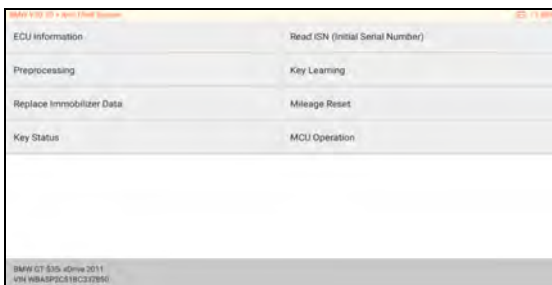 ECU Information
Read ISN (Initial Serial Number)
Preprocessing
Key Learning
Replace Immobilizer Data
Mileage Reset
Key Status
MCU Operation
BMW GT 535i xDrive 2011
VIN